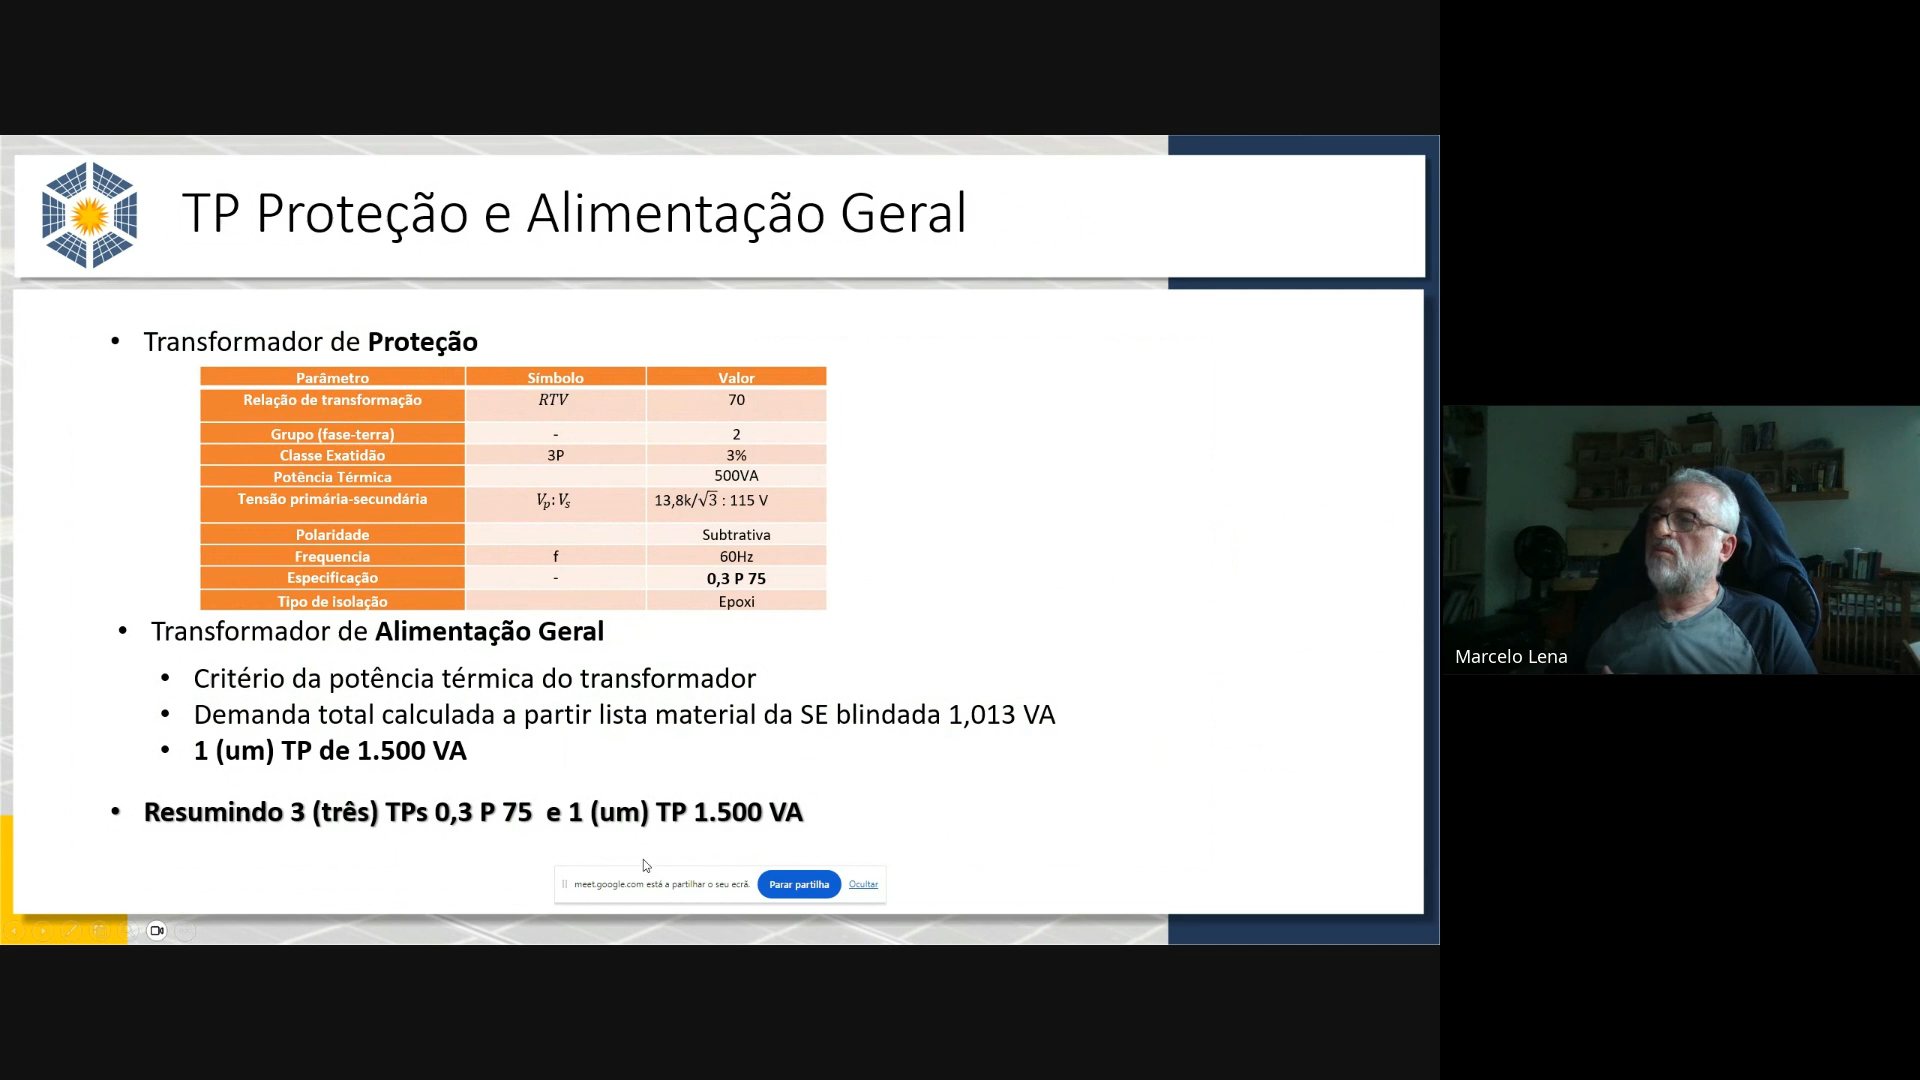 TP Proteção e Alimentação Geral
• Transformador de Proteção
Parâmetro Símbolo Valor
Relação de transformação RTV 70
Grupo (fase-terra) - 2
Classe Exatidão 3P 3%
Potência Térmica 500VA
Tensão primária-secundária Vp:Vs 13,8k/√3 : 115 V
Polaridade Subtrativa
Frequencia f 60Hz
Especificação - 0,3 P 75
Tipo de isolação Epoxi
• Transformador de Alimentação Geral
• Critério da potência térmica do transformador
• Demanda total calculada a partir lista material da SE blindada 1,013 VA
• 1 (um) TP de 1.500 VA
• Resumindo 3 (três) TPs 0,3 P 75 e 1 (um) TP 1.500 VA
meet.google.com está a partilhar o seu ecrã. Parar partilha Ocultar
Marcelo Lena